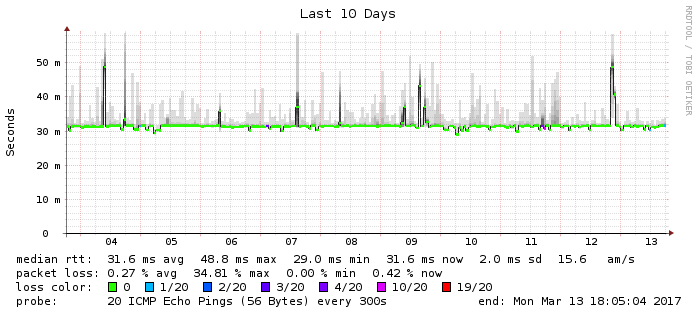 Last 10 Days
RRDTOOL / TOBI OETIKER
Seconds
50 m
40 m
30 m
20 m
10 m
0
04 05 06 07 08 09 10 11 12 13
median rtt: 31.6 ms avg 48.8 ms max 29.0 ms min 31.6 ms now 2.0 ms sd 15.6 am/s
packet loss: 0.27 % avg 34.81 % max 0.00 % min 0.42 % now
loss color: 0 1/20 2/20 3/20 4/20 10/20 19/20
probe: 20 ICMP Echo Pings (56 Bytes) every 300s end: Mon Mar 13 18:05:04 2017